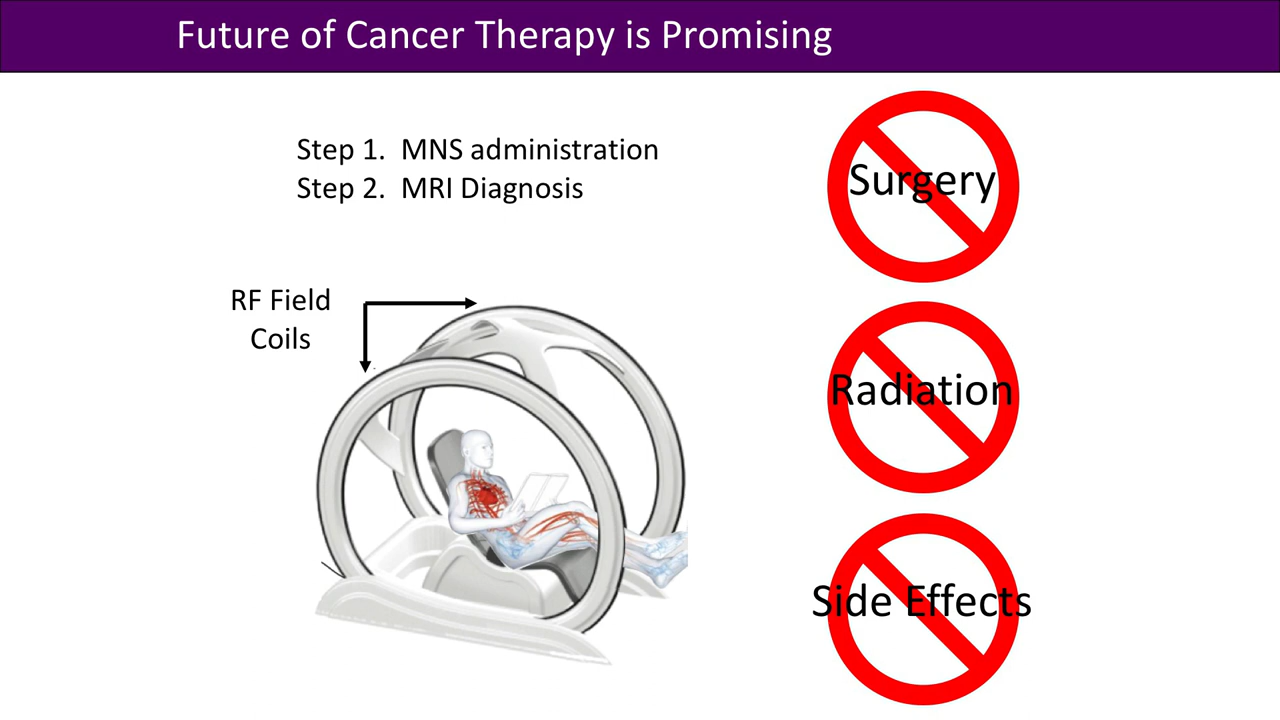 Future of Cancer Therapy is Promising
Step 1. MNS administration
Step 2. MRI Diagnosis
RF Field
Coils
Surgery
Radiation
Side Effects